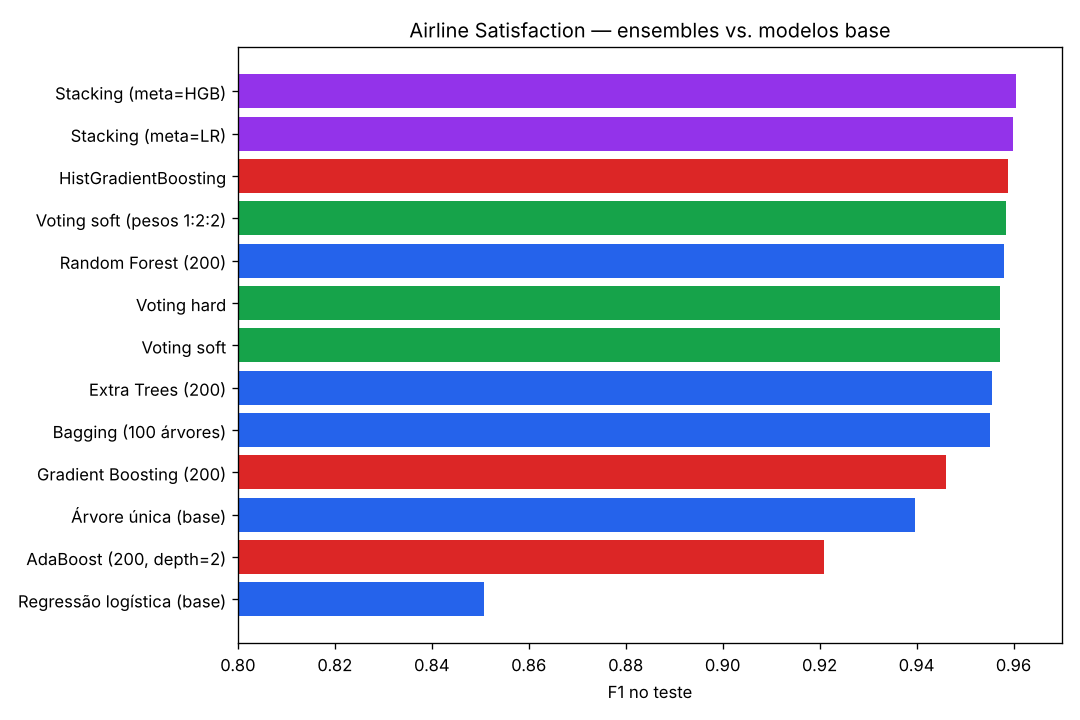 Airline Satisfaction — ensembles vs. modelos base
Stacking (meta=HGB)
Stacking (meta=LR)
HistGradientBoosting
Voting soft (pesos 1:2:2)
Random Forest (200)
Voting hard
Voting soft
Extra Trees (200)
Bagging (100 árvores)
Gradient Boosting (200)
Árvore única (base)
AdaBoost (200, depth=2)
Regressão logística (base)
0.80 0.82 0.84 0.86 0.88 0.90 0.92 0.94 0.96
F1 no teste